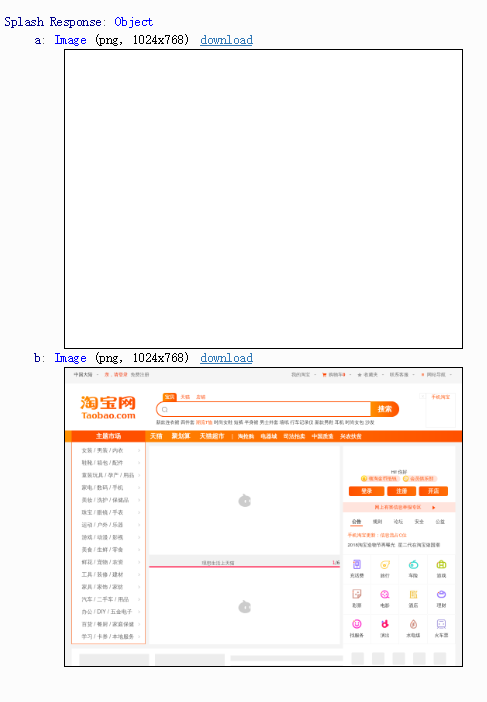 Splash Response: Object
a: Image (png, 1024x768) download
b: Image (png, 1024x768) download
中国大陆 亲，请登录 免费注册 我的淘宝 购物车0 收藏夹 联系客服 网站导航
淘宝网
Taobao.com
宝贝 天猫 店铺
搜索
手机淘宝
主题市场 天猫 聚划算 天猫超市 | 淘抢购 电器城 司法拍卖 中国质造 兴农扶贫
女装 / 男装 / 内衣
鞋靴 / 箱包 / 配件
童装玩具 / 孕产 / 用品
家电 / 数码 / 手机
美妆 / 洗护 / 保健品
珠宝 / 眼镜 / 手表
运动 / 户外 / 乐器
游戏 / 动漫 / 影视
美食 / 生鲜 / 零食
鲜花 / 宠物 / 农资
工具 / 装修 / 建材
家具 / 家饰 / 家纺
汽车 / 二手车 / 用品
办公 / DIY / 五金电子
百货 / 餐厨 / 家庭保健
学习 / 卡券 / 本地服务
理想生活上天猫
Hi! 你好
登录 注册 开店
网上有害信息举报专区
公告 规则 论坛 安全 公益
充话费 旅行 车险 游戏
彩票 电影 酒店 理财
找服务 演出 水电煤 火车票